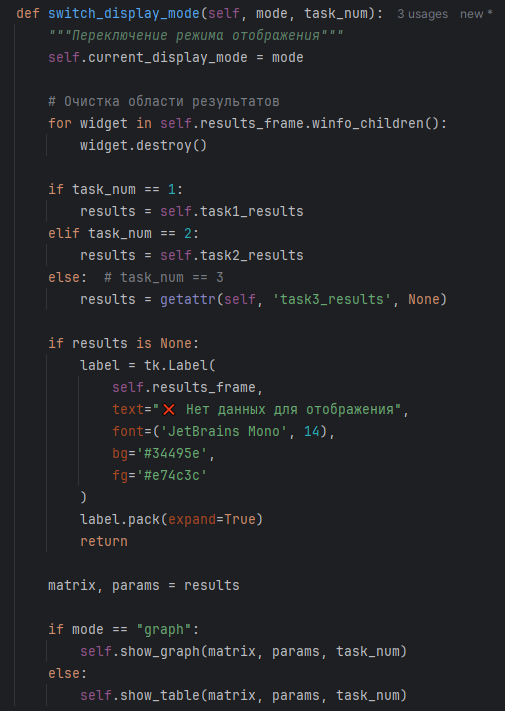 def switch_display_mode(self, mode, task_num):  3 usages  new *
    """Переключение режима отображения"""
    self.current_display_mode = mode
    # Очистка области результатов
    for widget in self.results_frame.winfo_children():
        widget.destroy()
    if task_num == 1:
        results = self.task1_results
    elif task_num == 2:
        results = self.task2_results
    else:  # task_num == 3
        results = getattr(self, 'task3_results', None)
    if results is None:
        label = tk.Label(
            self.results_frame,
            text="❌ Нет данных для отображения",
            font=('JetBrains Mono', 14),
            bg='#34495e',
            fg='#e74c3c'
        )
        label.pack(expand=True)
        return
    matrix, params = results
    if mode == "graph":
        self.show_graph(matrix, params, task_num)
    else:
        self.show_table(matrix, params, task_num)